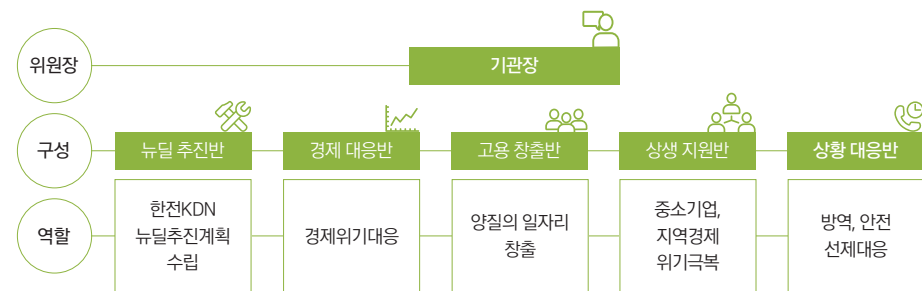 위원장
기관장
구성
뉴딜 추진반
경제 대응반
고용 창출반
상생 지원반
상황 대응반
역할
한전KDN
뉴딜추진계획
수립
경제위기대응
양질의 일자리
창출
중소기업,
지역경제
위기극복
방역, 안전
선제대응